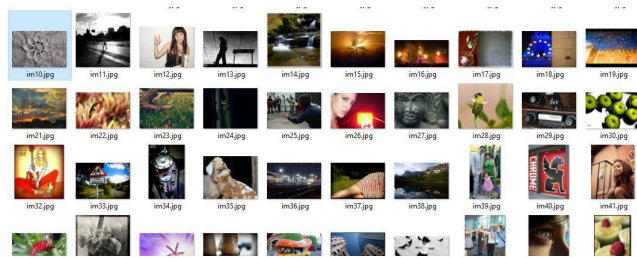 im10.jpg im11.jpg im12.jpg im13.jpg im14.jpg im15.jpg im16.jpg im17.jpg im18.jpg im19.jpg
im21.jpg im22.jpg im23.jpg im24.jpg im25.jpg im26.jpg im27.jpg im28.jpg im29.jpg im30.jpg
CHROME
im32.jpg im33.jpg im34.jpg im35.jpg im36.jpg im37.jpg im38.jpg im39.jpg im40.jpg im41.jpg